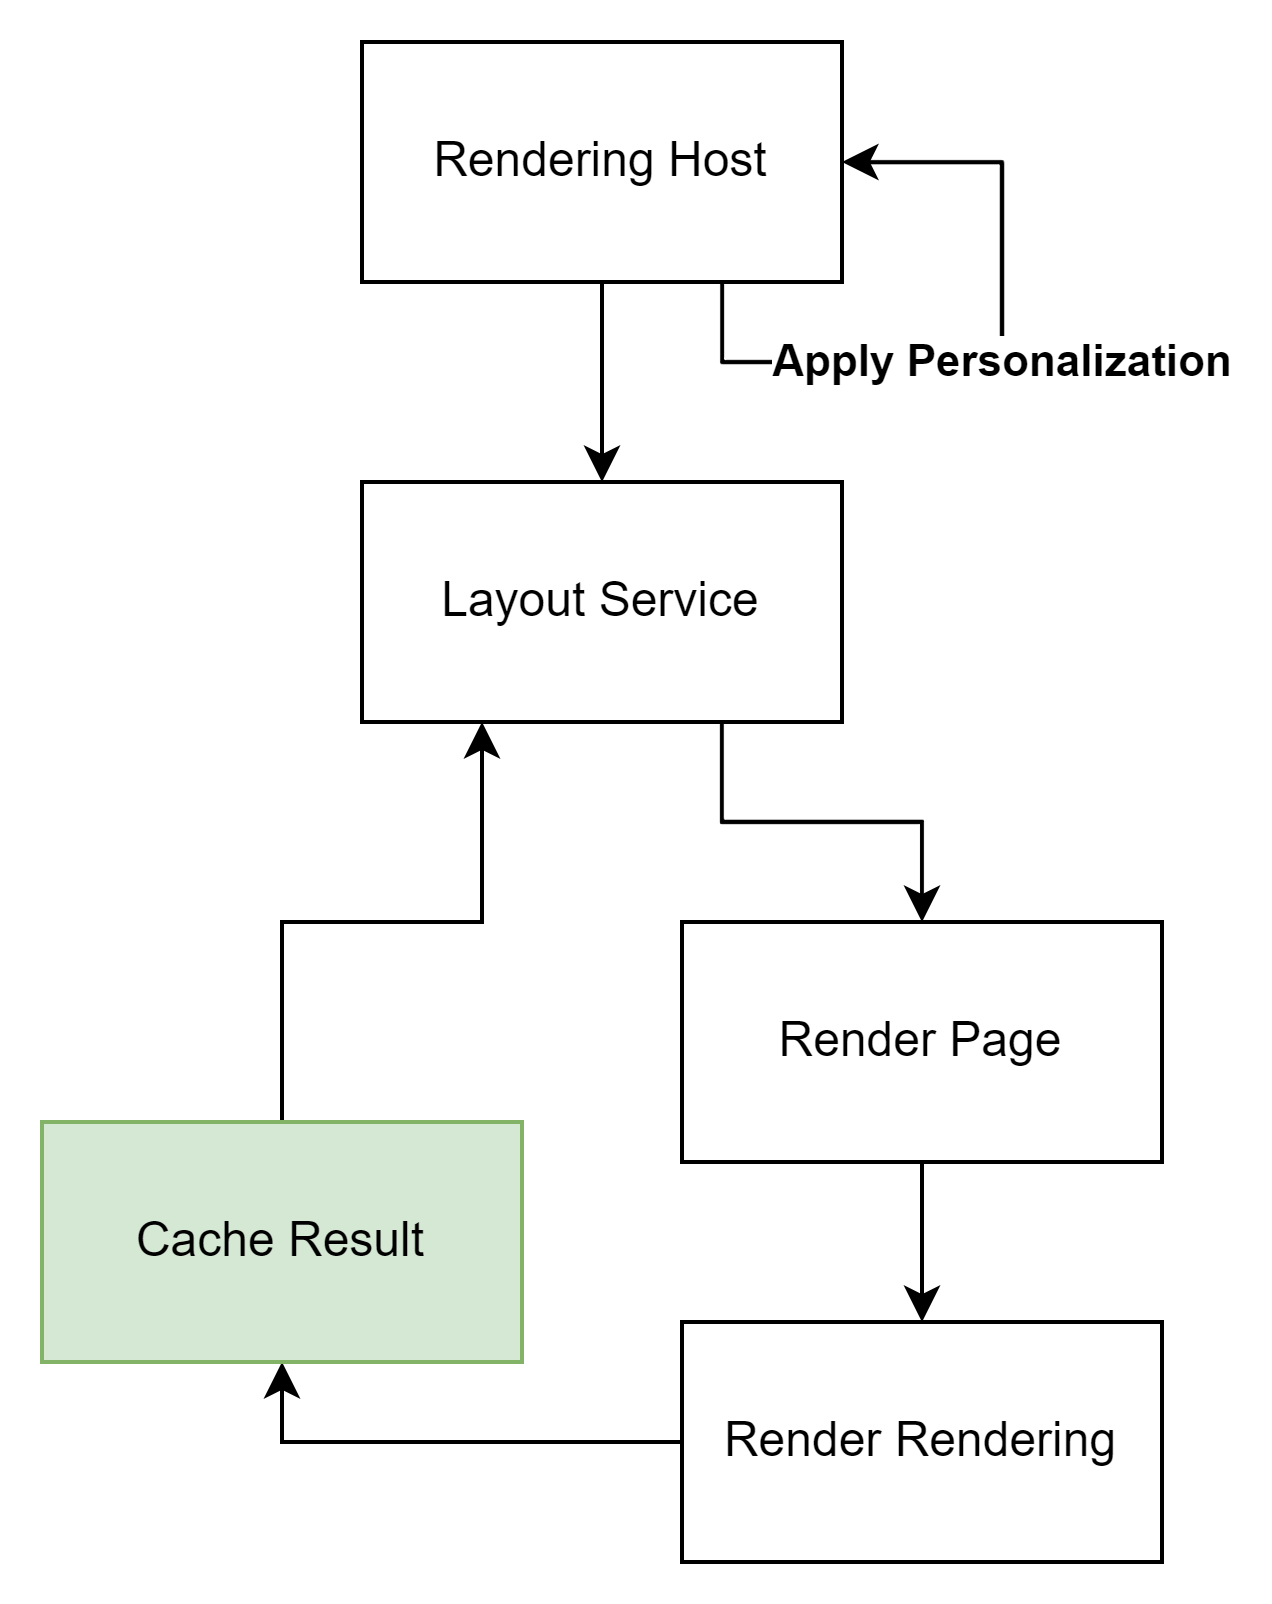 Rendering Host
Apply Personalization
Layout Service
Render Page
Cache Result
Render Rendering